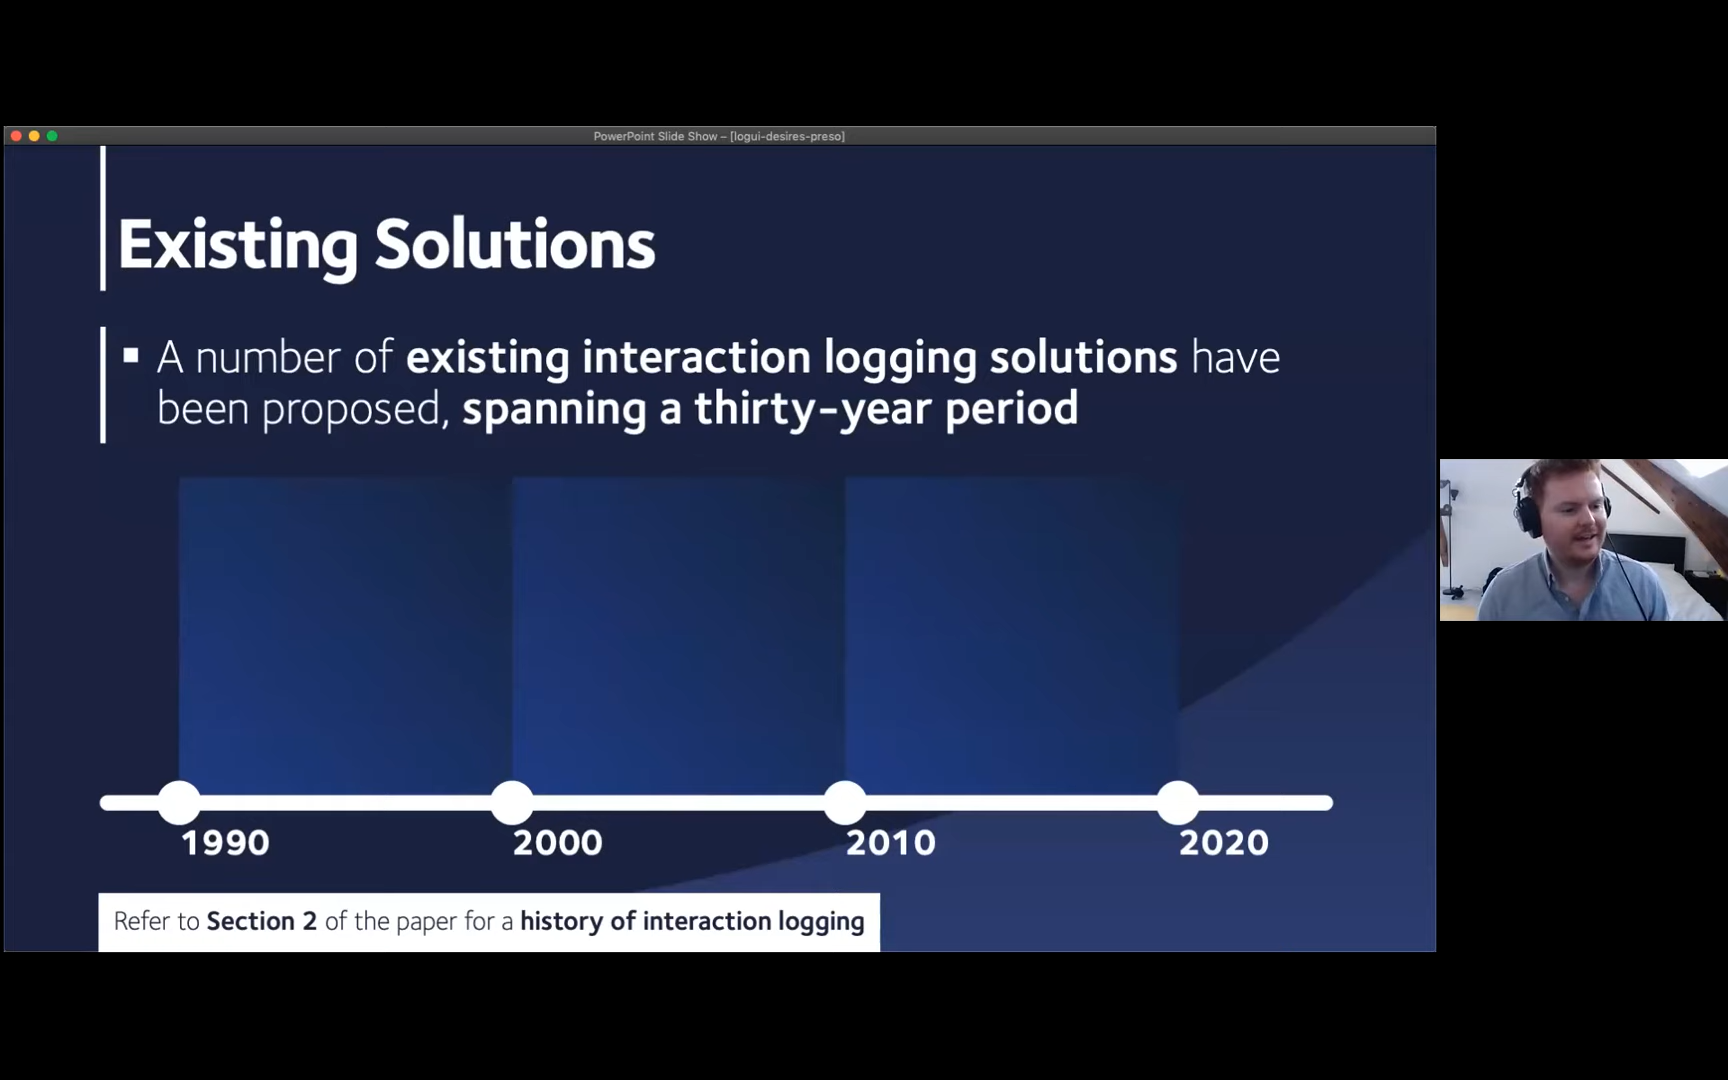 PowerPoint Slide Show – [logui-desires-preso]
Existing Solutions
▪ A number of existing interaction logging solutions have
been proposed, spanning a thirty-year period
1990 2000 2010 2020
Refer to Section 2 of the paper for a history of interaction logging